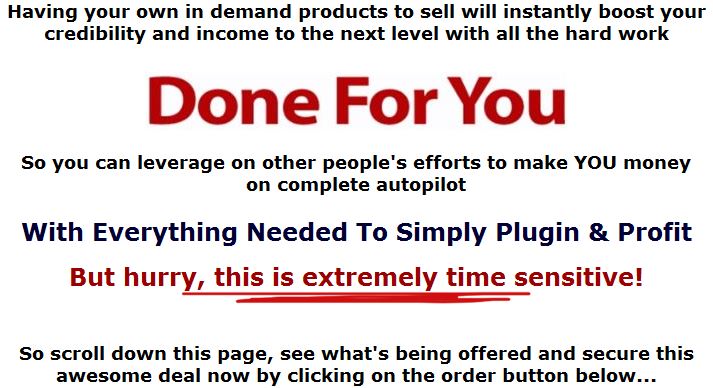 Having your own in demand products to sell will instantly boost your
credibility and income to the next level with all the hard work
Done For You
So you can leverage on other people's efforts to make YOU money
on complete autopilot
With Everything Needed To Simply Plugin & Profit
But hurry, this is extremely time sensitive!
So scroll down this page, see what's being offered and secure this
awesome deal now by clicking on the order button below...